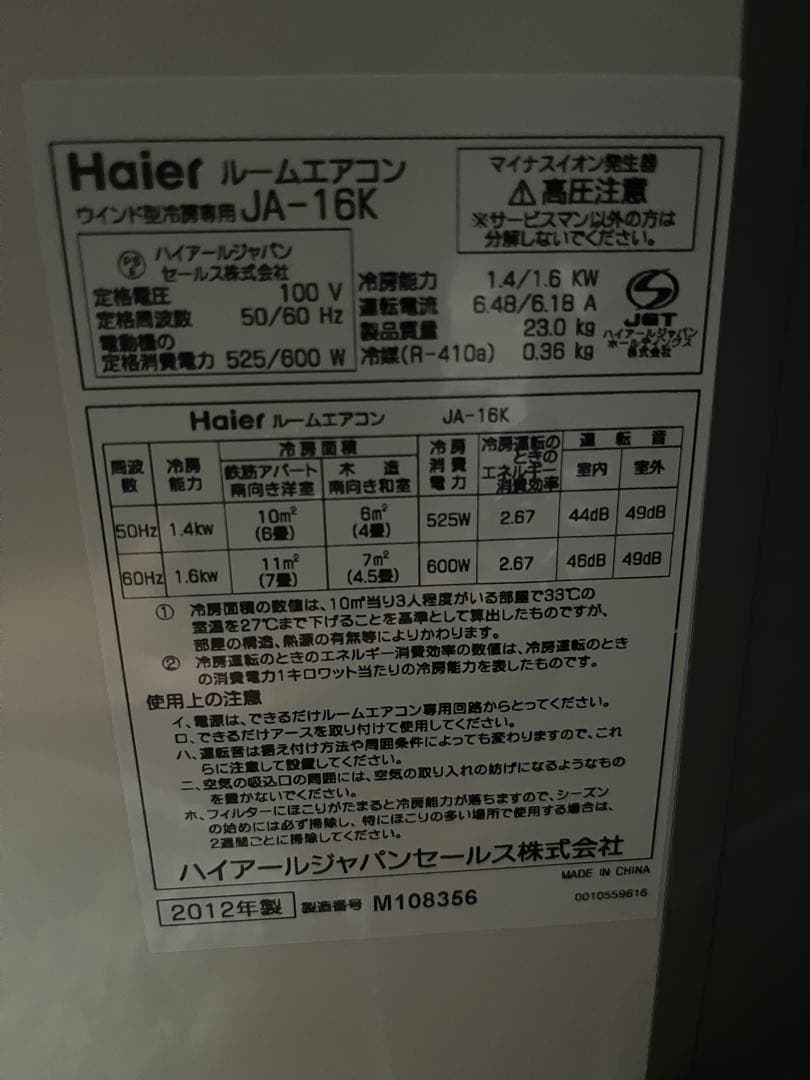 Haier ルームエアコン
ウインド型冷房専用 JA-16K
マイナスイオン発生器
⚠高圧注意
※サービスマン以外の方は
分解しないでください。
PSE ハイアールジャパン
セールス株式会社
定格電圧 100 V
定格周波数 50/60 Hz
電動機の
定格消費電力 525/600 W
冷房能力 1.4/1.6 KW
運転電流 6.48/6.18 A
製品質量 23.0 kg
冷媒(R-410a) 0.36 kg
JET
ハイアールジャパン
ホールディングス
株式会社
Haier ルームエアコン JA-16K
周波数 冷房能力 冷房面積 冷房消費電力 冷房運転のときのエネルギー消費効率 運転音
鉄筋アパート南向き洋室 木造南向き和室 室内 室外
50Hz 1.4kw 10m² (6畳) 6m² (4畳) 525W 2.67 44dB 49dB
60Hz 1.6kw 11m² (7畳) 7m² (4.5畳) 600W 2.67 46dB 49dB
① 冷房面積の数値は、10㎡当り3人程度がいる部屋で33℃の
室温を27℃まで下げることを基準として算出したものですが、
部屋の構造、熱源の有無等によりかわります。
② 冷房運転のときのエネルギー消費効率の数値は、冷房運転のとき
の消費電力1キロワット当たりの冷房能力を表したものです。
使用上の注意
イ、電源は、できるだけルームエアコン専用回路からとってください。
ロ、できるだけアースを取り付けて使用してください。
ハ、運転音は据え付け方法や周囲条件によっても変わりますので、これ
らに注意して設置してください。
ニ、空気の吸込口の周囲には、空気の取り入れの妨げになるようなもの
を置かないでください。
ホ、フィルターにほこりがたまると冷房能力が落ちますので、シーズン
の始めには必ず掃除し、特にほこりの多い場所で使用する場合は、
2週間ごとに掃除してください。
ハイアールジャパンセールス株式会社
MADE IN CHINA
2012年製 製造番号 M108356
0010559616